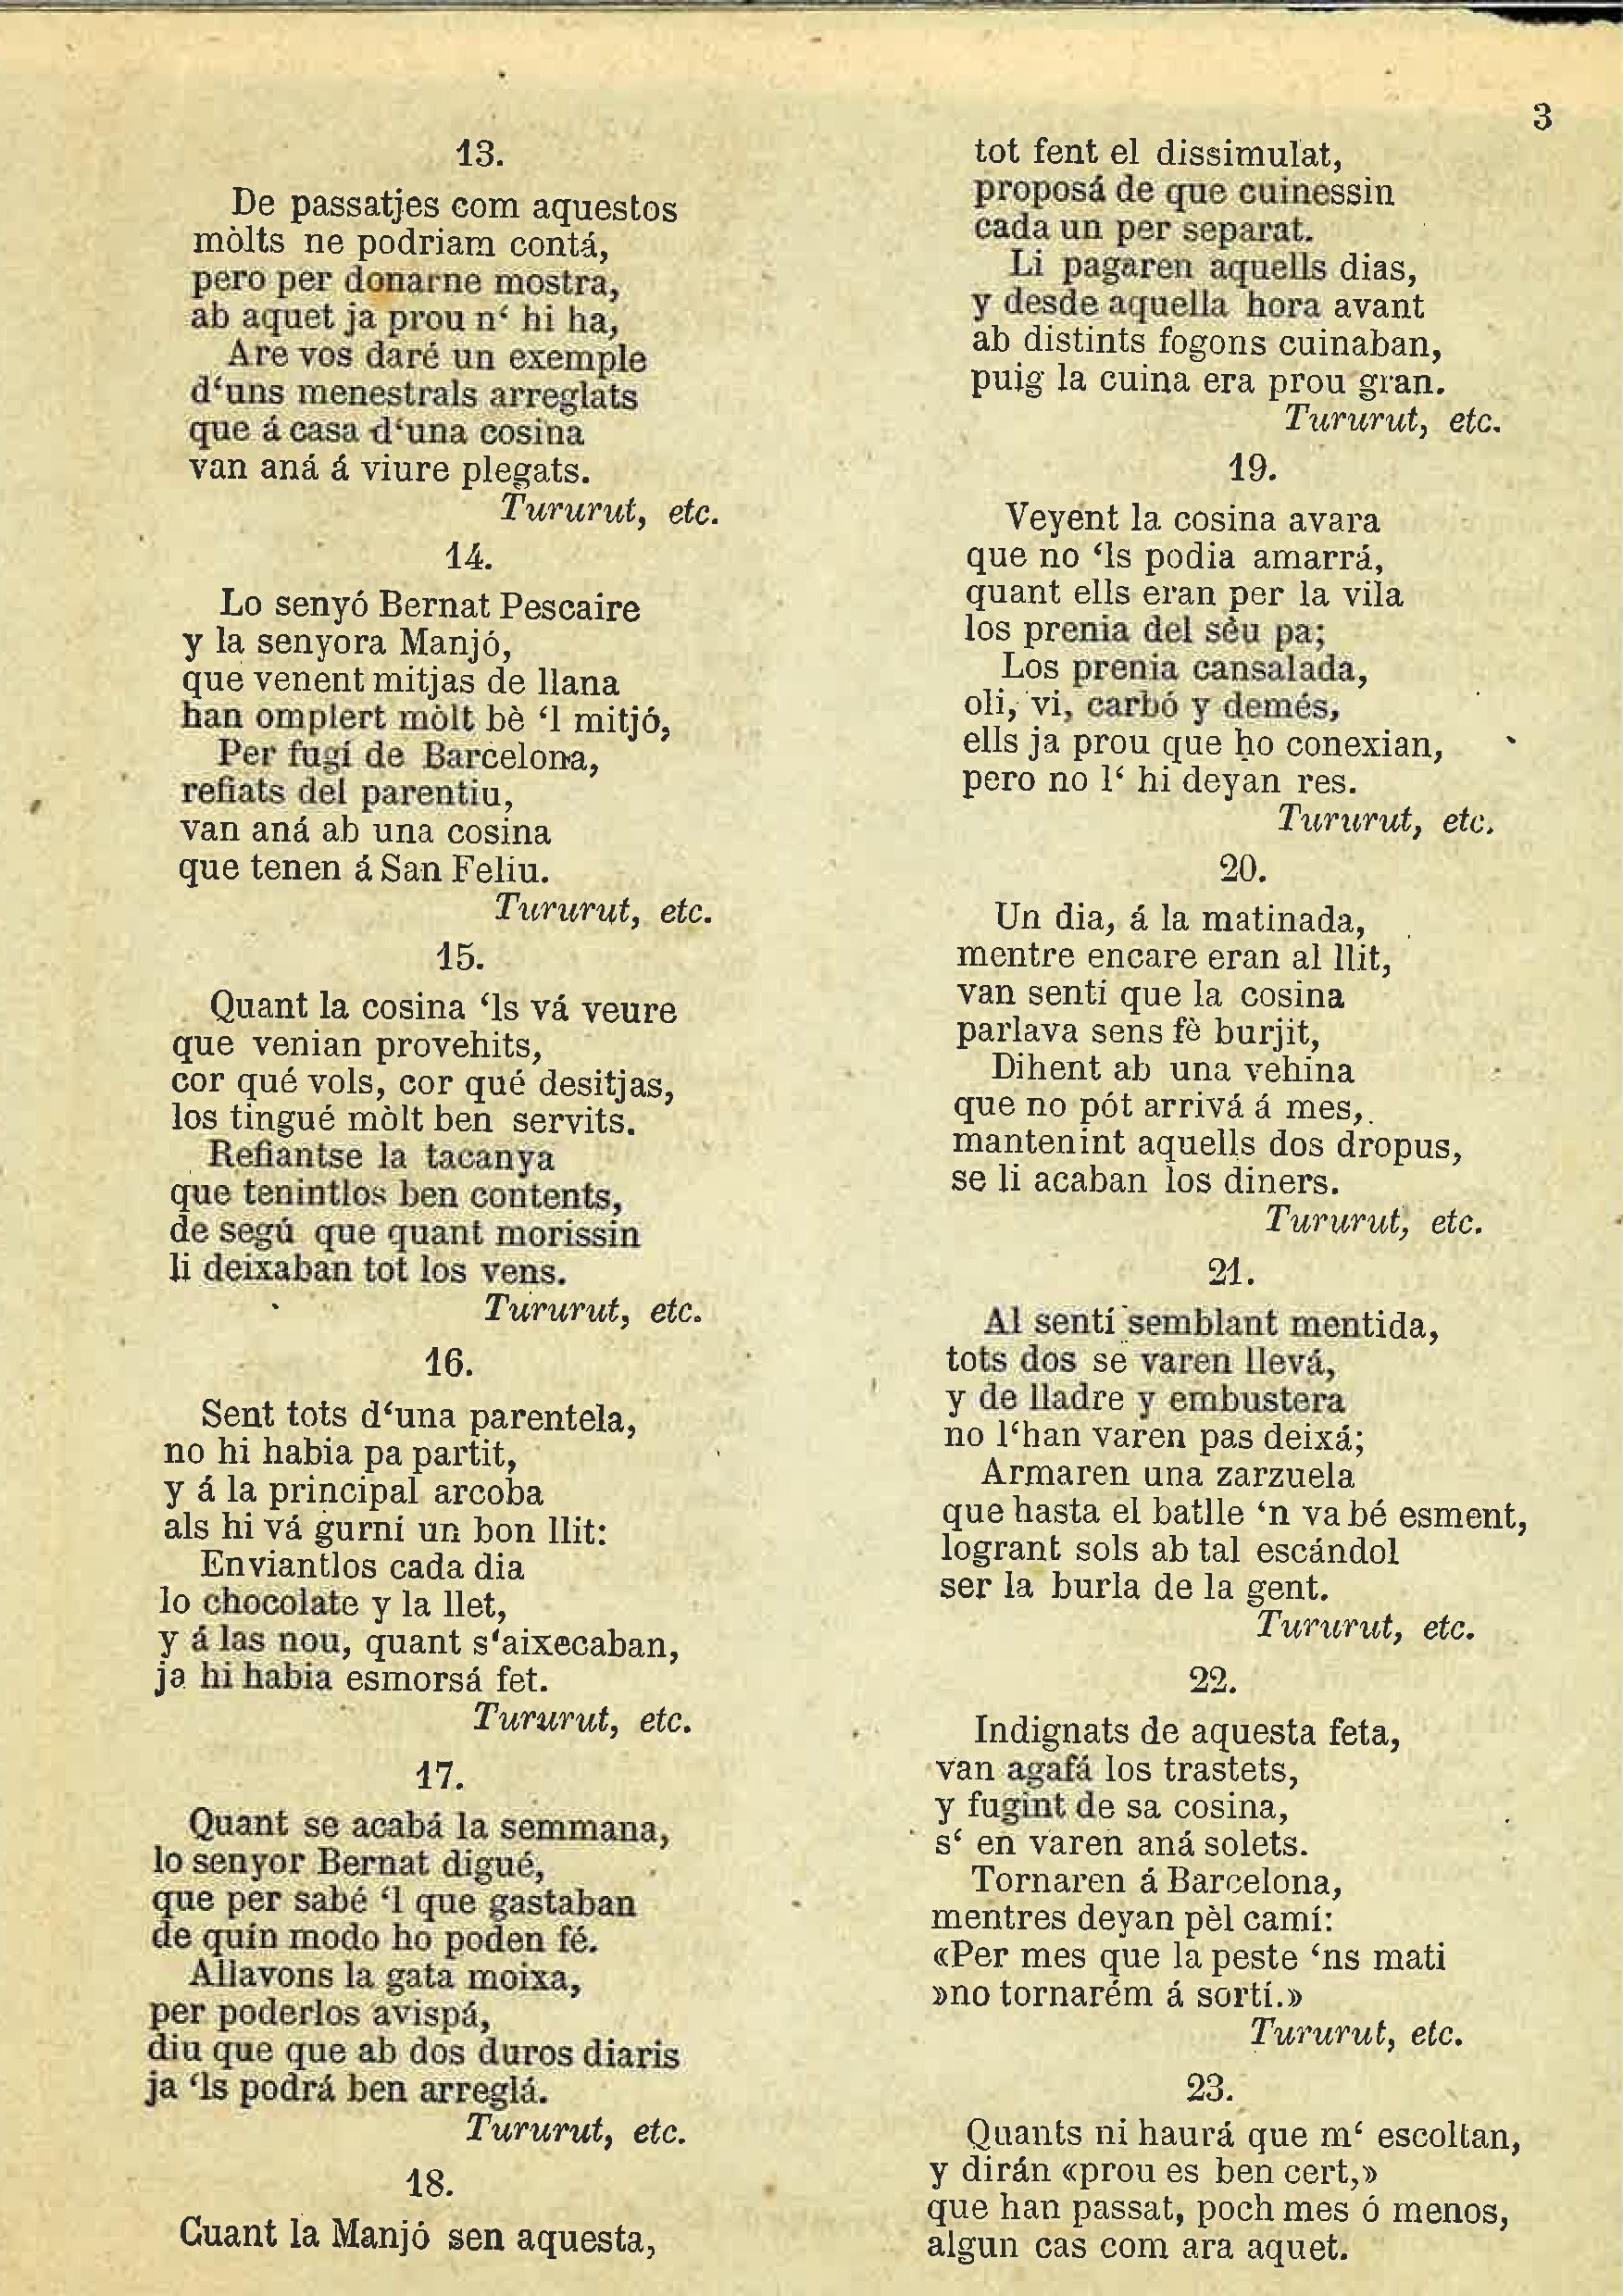 3
13.
De passatjes com aquestos
mòlts ne podriam contá,
pero per donarne mostra,
ab aquet ja prou n‘ hi ha,
Are vos daré un exemple
d‘uns menestrals arreglats
que á casa d‘una cosina
van aná á viure plegats.
Tururut, etc.
14.
Lo senyó Bernat Pescaire
y la senyora Manjó,
que venent mitjas de llana
han omplert mòlt bè ‘l mitjó,
Per fugí de Barcelona,
refiats del parentiu,
van aná ab una cosina
que tenen á San Feliu.
Tururut, etc.
15.
Quant la cosina ‘ls vá veure
que venian provehits,
cor qué vols, cor qué desitjas,
los tingué mòlt ben servits.
Refiantse la tacanya
que tenintlos ben contents,
de segú que quant morissin
li deixaban tot los vens.
Tururut, etc.
16.
Sent tots d‘una parentela,
no hi habia pa partit,
y á la principal arcoba
als hi vá gurní un bon llit:
Enviantlos cada dia
lo chocolate y la llet,
y á las nou, quant s‘aixecaban,
ja hi habia esmorsá fet.
Tururut, etc.
17.
Quant se acabá la semmana,
lo senyor Bernat digué,
que per sabé ‘l que gastaban
de quín modo ho poden fé.
Allavons la gata moixa,
per poderlos avispá,
diu que que ab dos duros diaris
ja ‘ls podrá ben arreglá.
Tururut, etc.
18.
Cuant la Manjó sen aquesta,
tot fent el dissimulat,
proposá de que cuinessin
cada un per separat.
Li pagaren aquells dias,
y desde aquella hora avant
ab distints fogons cuinaban,
puig la cuina era prou gran.
Tururut, etc.
19.
Veyent la cosina avara
que no ‘ls podia amarrá,
quant ells eran per la vila
los prenia del sèu pa;
Los prenia cansalada,
oli, vi, carbó y demés,
ells ja prou que ho conexian,
pero no l‘ hi deyan res.
Tururut, etc.
20.
Un dia, á la matinada,
mentre encare eran al llit,
van sentí que la cosina
parlava sens fè burjit,
Dihent ab una vehina
que no pót arrivá á mes,
mantenint aquells dos dropus,
se li acaban los diners.
Tururut, etc.
21.
Al sentí semblant mentida,
tots dos se varen llevá,
y de lladre y embustera
no l‘han varen pas deixá;
Armaren una zarzuela
que hasta el batlle ‘n va bé esment,
logrant sols ab tal escándol
ser la burla de la gent.
Tururut, etc.
22.
Indignats de aquesta feta,
van agafá los trastets,
y fugint de sa cosina,
s‘ en varen aná solets.
Tornaren á Barcelona,
mentres deyan pèl camí:
«Per mes que la peste ‘ns mati
»no tornarém á sortí.»
Tururut, etc.
23.
Quants ni haurá que m‘ escoltan,
y dirán «prou es ben cert,»
que han passat, poch mes ó menos,
algun cas com ara aquet.